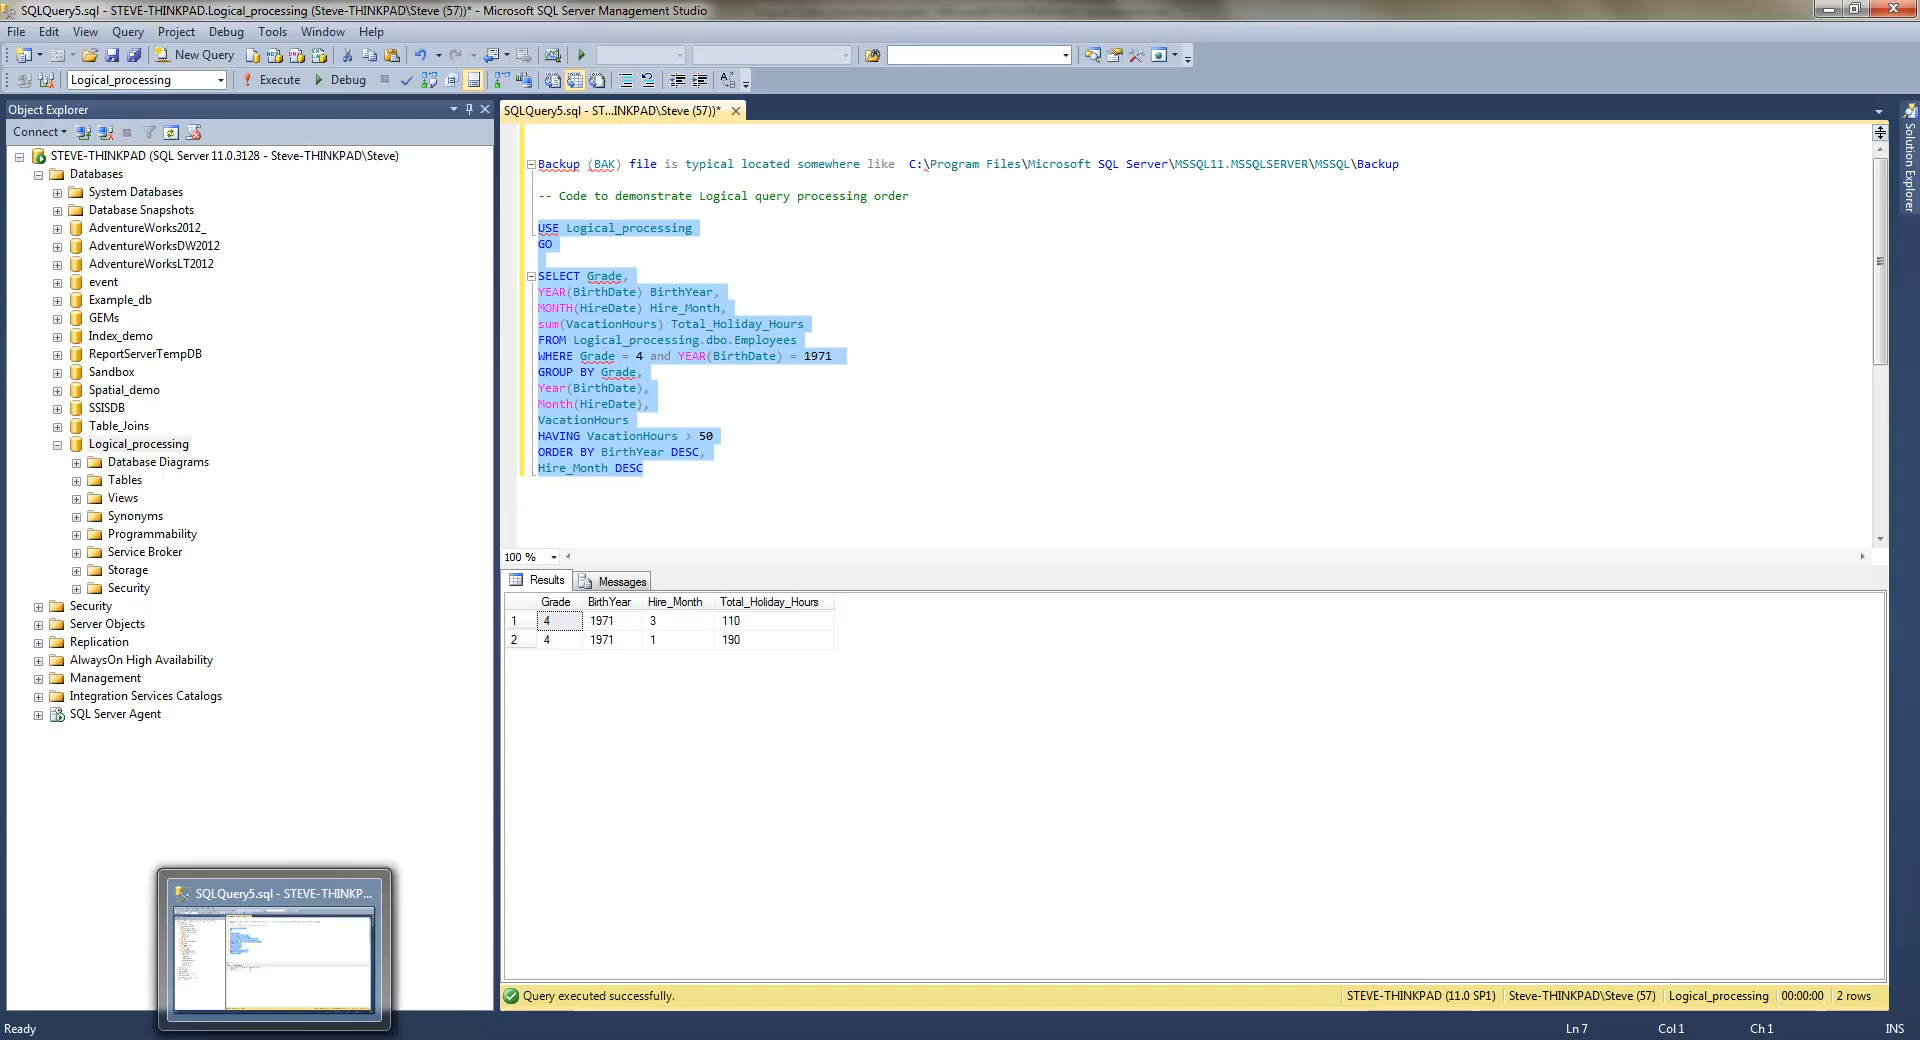 SQLQuery5.sql - STEVE-THINKPAD.Logical_processing (Steve-THINKPAD\Steve (57))* - Microsoft SQL Server Management Studio
File Edit View Query Project Debug Tools Window Help
New Query
Logical_processing Execute Debug
Object Explorer
Connect
STEVE-THINKPAD (SQL Server 11.0.3128 - Steve-THINKPAD\Steve)
Databases
System Databases
Database Snapshots
AdventureWorks2012_
AdventureWorksDW2012
AdventureWorksLT2012
event
Example_db
GEMs
Index_demo
ReportServerTempDB
Sandbox
Spatial_demo
SSISDB
Table_Joins
Logical_processing
Database Diagrams
Tables
Views
Synonyms
Programmability
Service Broker
Storage
Security
Security
Server Objects
Replication
AlwaysOn High Availability
Management
Integration Services Catalogs
SQL Server Agent
SQLQuery5.sql - STEVE-THINKP...
SQLQuery5.sql - ST...INKPAD\Steve (57))*
Backup (BAK) file is typical located somewhere like C:\Program Files\Microsoft SQL Server\MSSQL11.MSSQLSERVER\MSSQL\Backup
-- Code to demonstrate Logical query processing order
USE Logical_processing
GO
SELECT Grade,
YEAR(BirthDate) BirthYear,
MONTH(HireDate) Hire_Month,
sum(VacationHours) Total_Holiday_Hours
FROM Logical_processing.dbo.Employees
WHERE Grade = 4 and YEAR(BirthDate) = 1971
GROUP BY Grade,
Year(BirthDate),
Month(HireDate),
VacationHours
HAVING VacationHours > 50
ORDER BY BirthYear DESC,
Hire_Month DESC
100 %
Results Messages
Grade BirthYear Hire_Month Total_Holiday_Hours
1 4 1971 3 110
2 4 1971 1 190
Query executed successfully. STEVE-THINKPAD (11.0 SP1) Steve-THINKPAD\Steve (57) Logical_processing 00:00:00 2 rows
Ready Ln 7 Col 1 Ch 1 INS
Solution Explorer